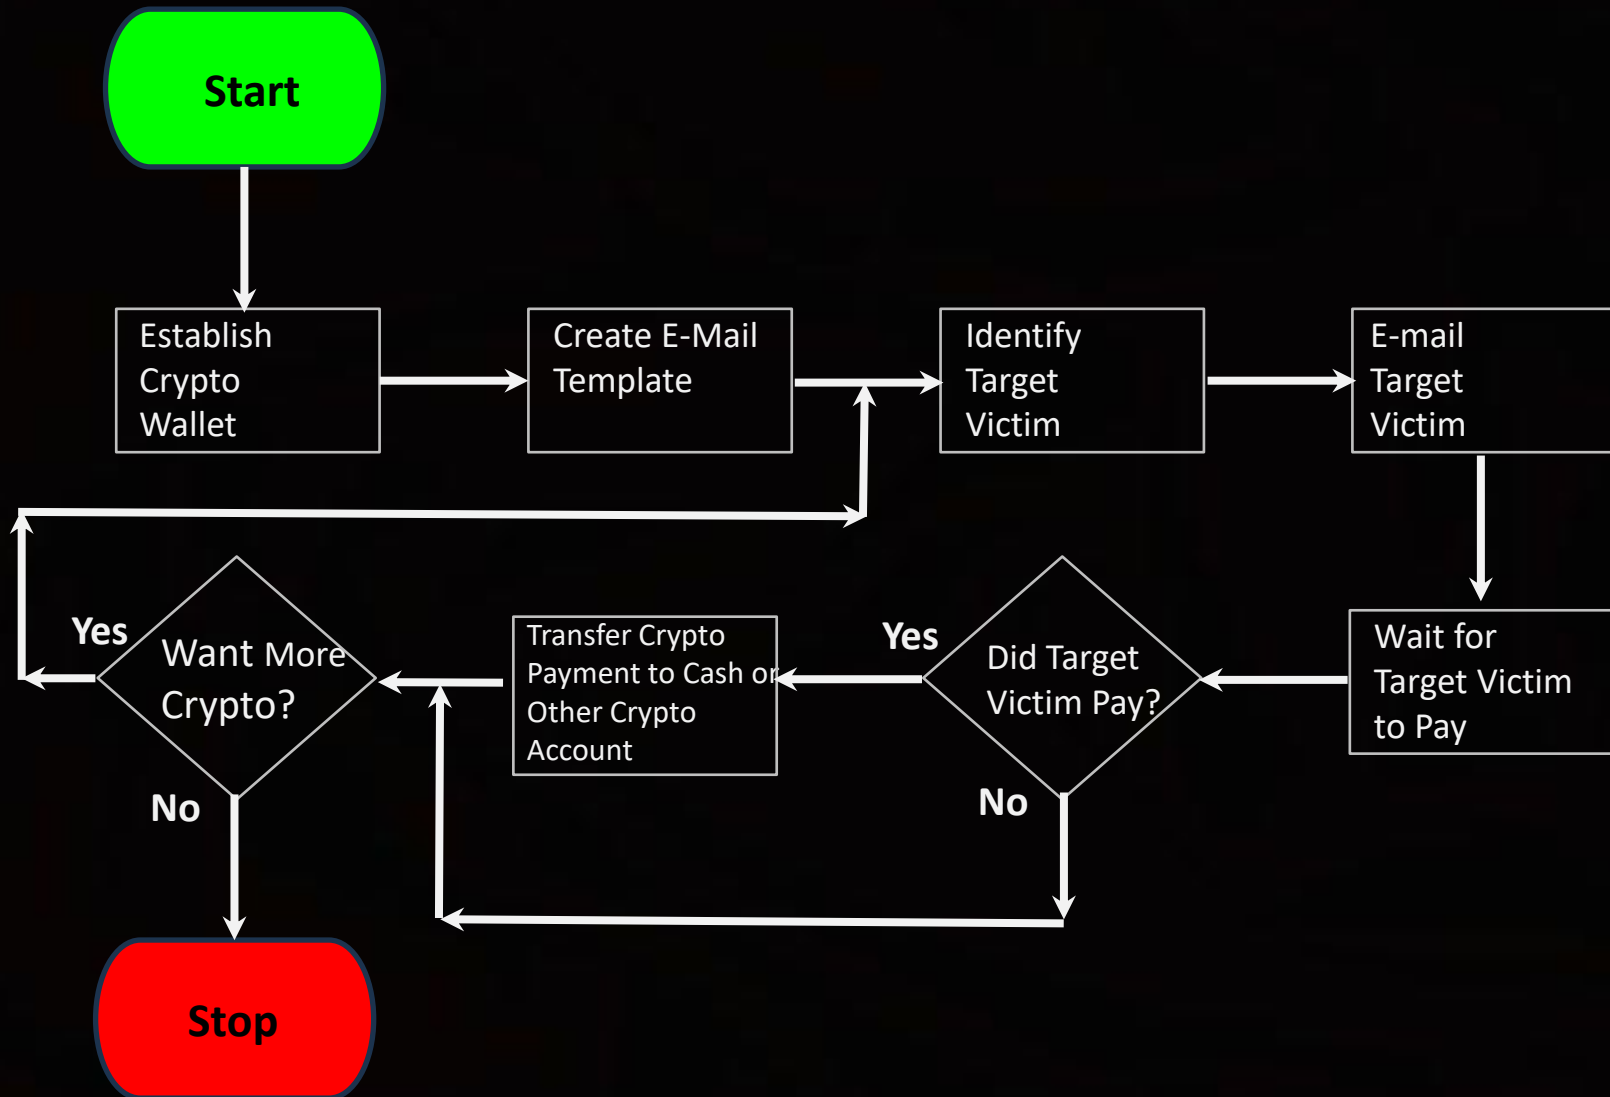 Start
Establish
Crypto
Wallet
Create E-Mail
Template
Identify
Target
Victim
E-mail
Target
Victim
Yes
Want More
Crypto?
No
Transfer Crypto
Payment to Cash or
Other Crypto
Account
Yes
Did Target
Victim Pay?
No
Wait for
Target Victim
to Pay
Stop